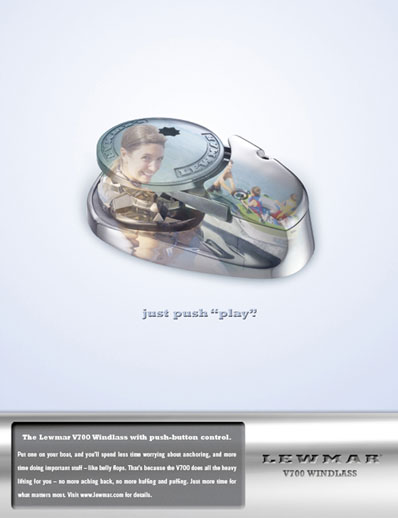 LEWMAR
just push “play”.
The Lewmar V700 Windlass with push-button control.
Put one on your boat, and you'll spend less time worrying about anchoring, and more
time doing important stuff – like belly flops. That's because the V700 does all the heavy
lifting for you – no more aching back, no more huffing and puffing. Just more time for
what matters most. Visit www.lewmar.com for details.
LEWMAR
V700 WINDLASS